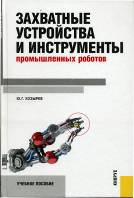 ЗАХВАТНЫЕ
УСТРОЙСТВА
И ИНСТРУМЕНТЫ
промышленных роботов
Ю.Г. КОЗЫРЕВ
УЧЕБНОЕ ПОСОБИЕ
КНОРУС